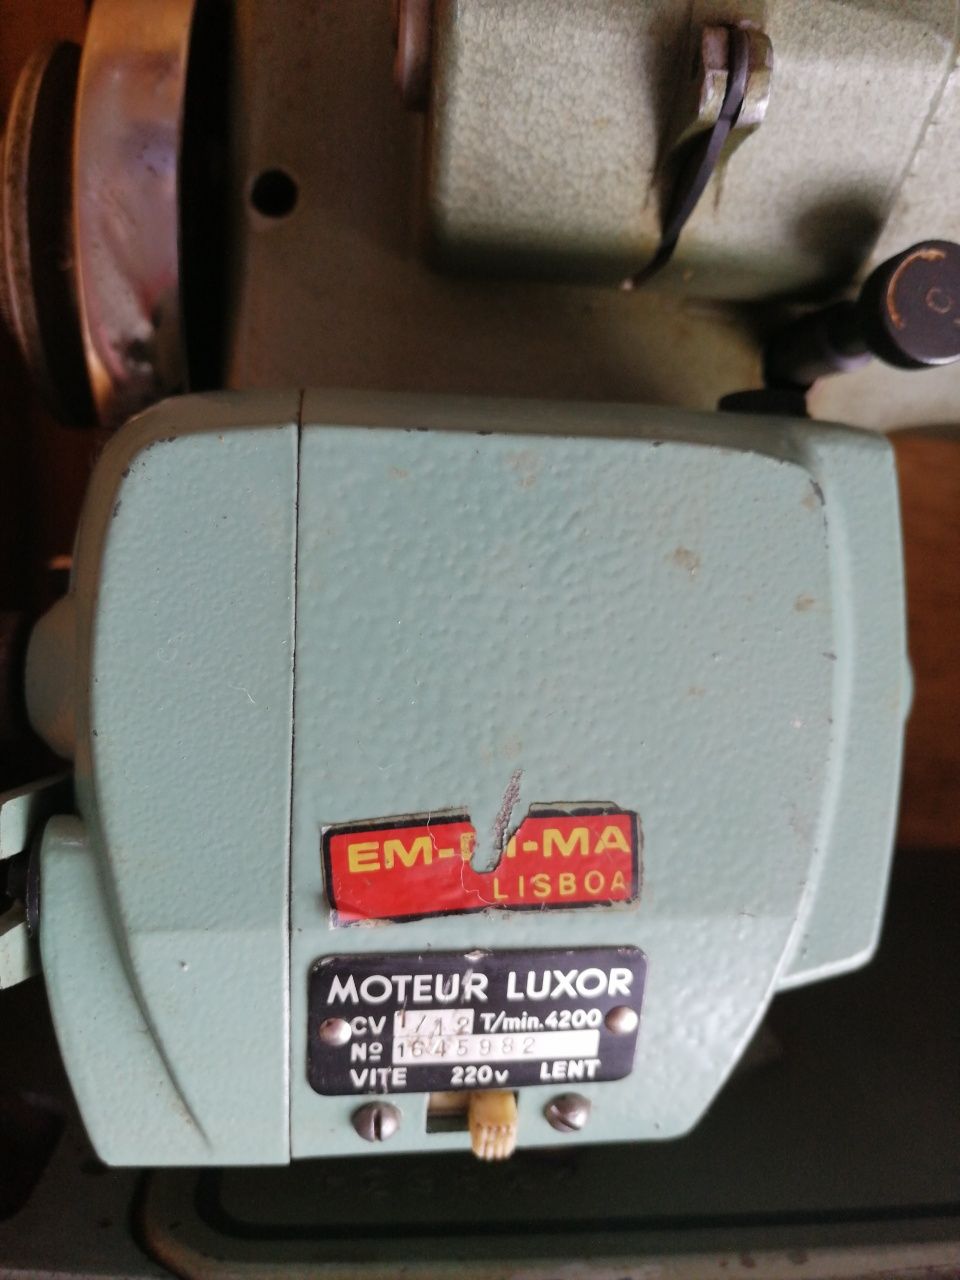 LISBOA
MOTEUR LUXOR
CV 1/12 T/min.4200
Nº 1645982
VITE 220v LENT